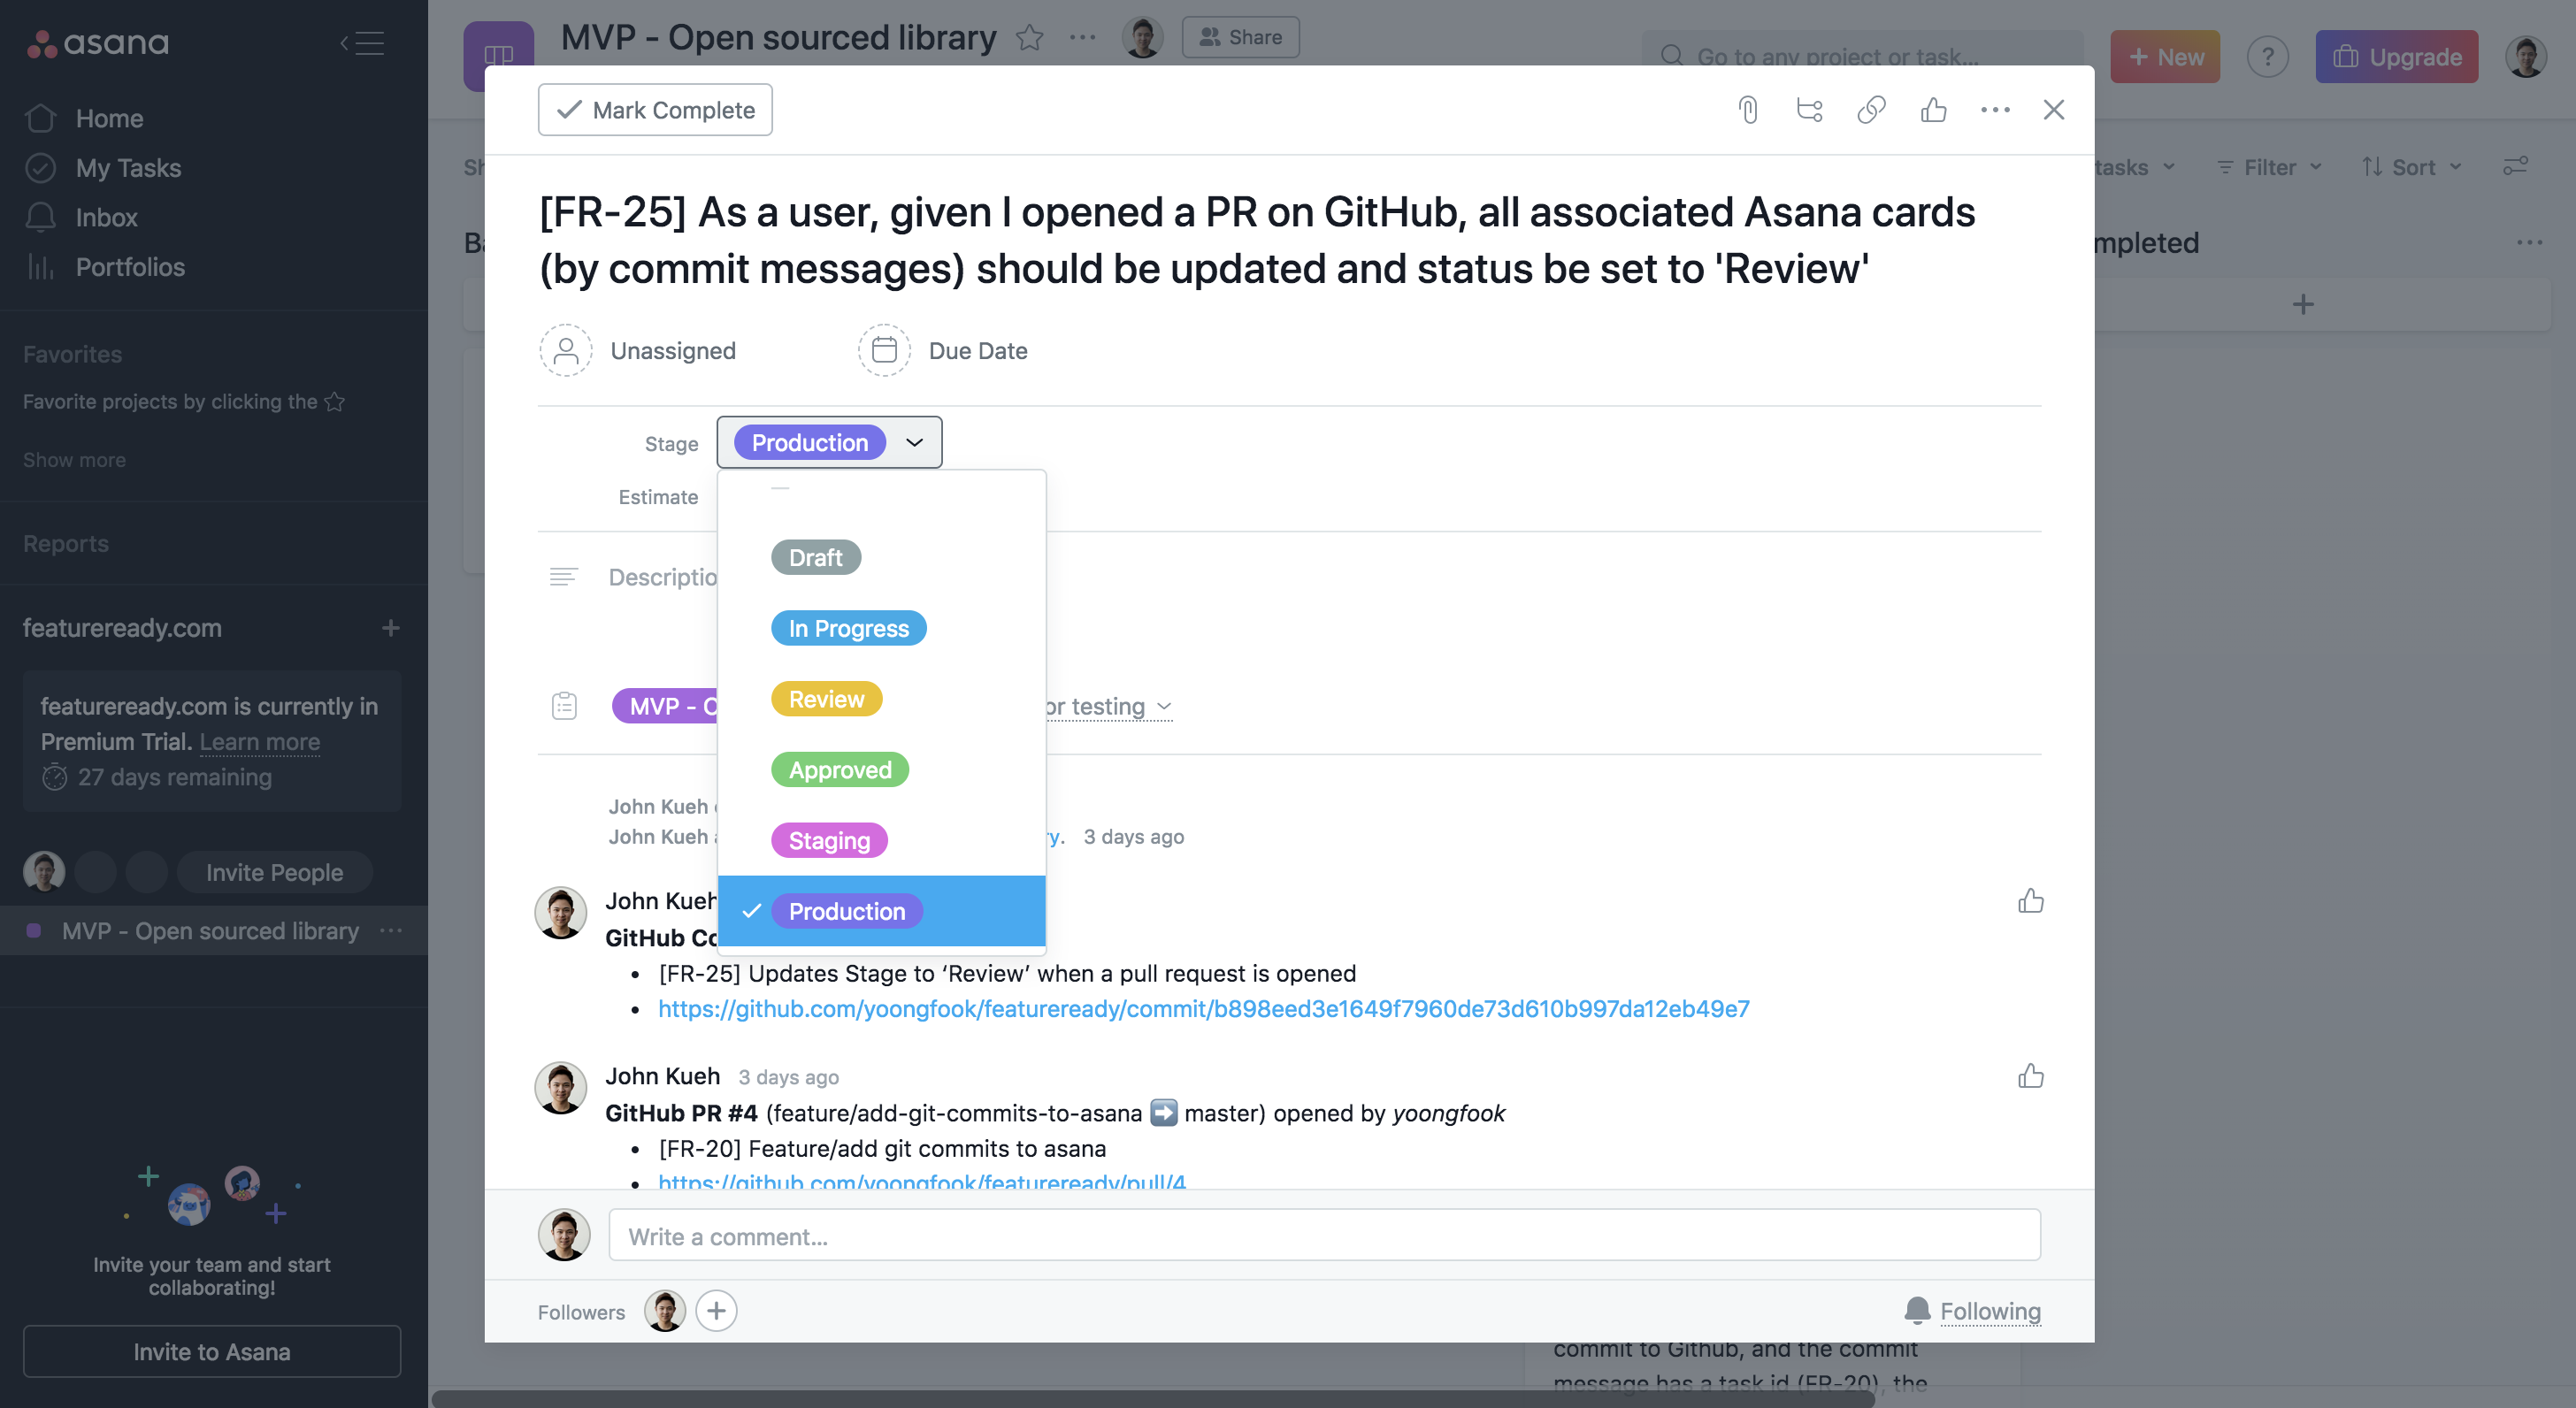 asana
Home
My Tasks
Inbox
Portfolios
Favorites
Favorite projects by clicking the
Show more
Reports
featureready.com
featureready.com is currently in
Premium Trial. Learn more
27 days remaining
Invite People
MVP - Open sourced library
Invite your team and start
collaborating!
Invite to Asana
MVP - Open sourced library
Share
Go to any project or task...
New
?
Upgrade
tasks
Filter
Sort
Mark Complete
[FR-25] As a user, given I opened a PR on GitHub, all associated Asana cards
(by commit messages) should be updated and status be set to 'Review'
Unassigned
Due Date
Stage
Production
Estimate
—
Draft
In Progress
Review
Approved
Staging
Production
MVP -
testing
John Kueh
John Kueh
3 days ago
John Kueh
GitHub
[FR-25] Updates Stage to ‘Review’ when a pull request is opened
https://github.com/yoongfook/featureready/commit/b898eed3e1649f7960de73d610b997da12eb49e7
John Kueh 3 days ago
GitHub PR #4 (feature/add-git-commits-to-asana ➡ master) opened by yoongfook
[FR-20] Feature/add git commits to asana
https://github.com/yoongfook/featureready/pull/4
Write a comment...
Followers
Following
commit to Github, and the commit
message has a task id (FR-20), the